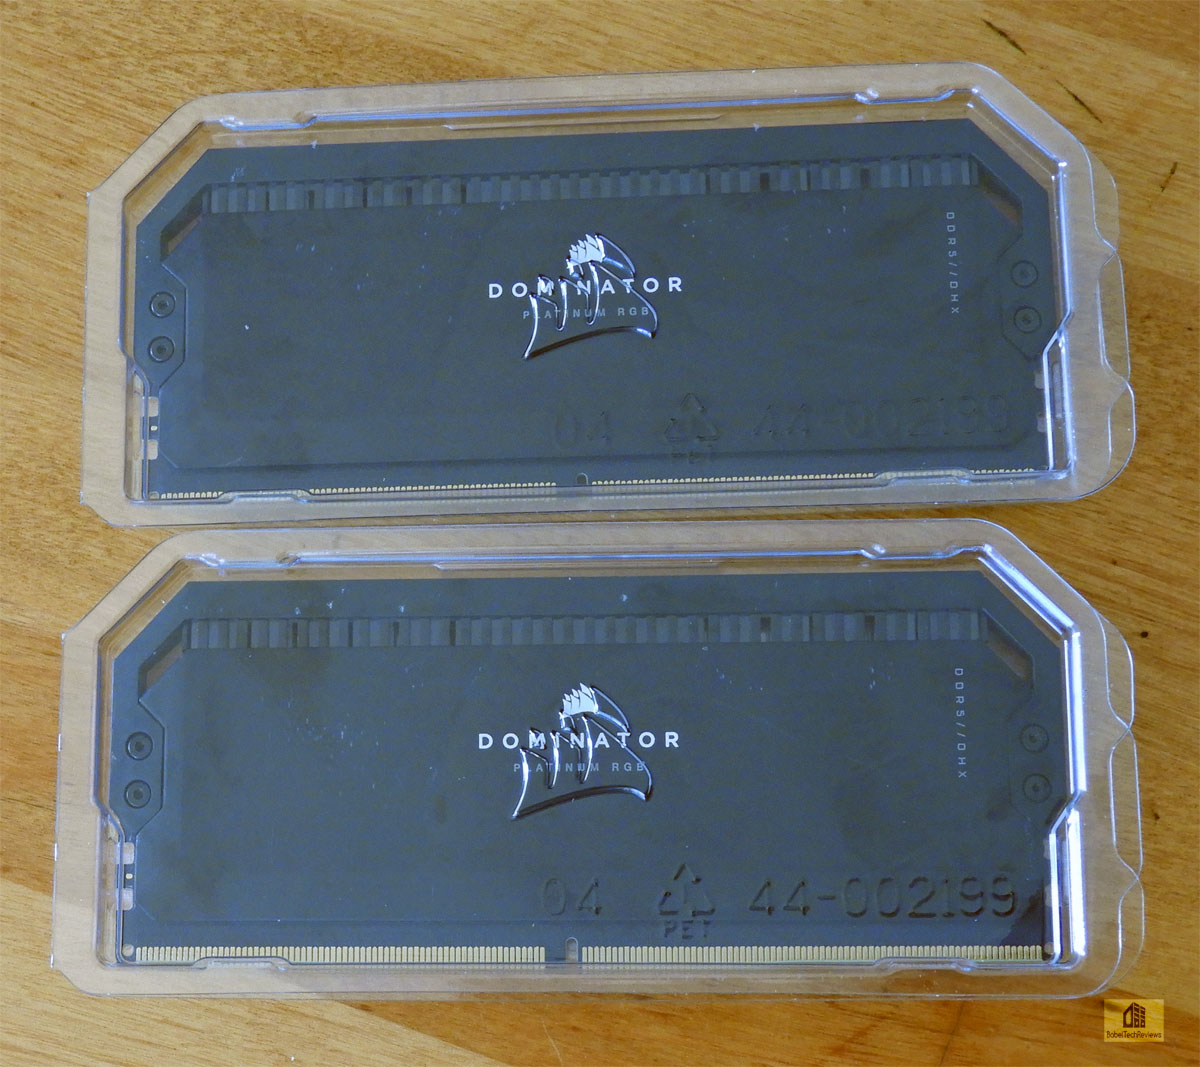 DOMINATOR
PLATINUM RGB
DDR5//DHX
04 PET 44-002199
DOMINATOR
PLATINUM RGB
DDR5//DHX
04 PET 44-002199
BabelTechReviews